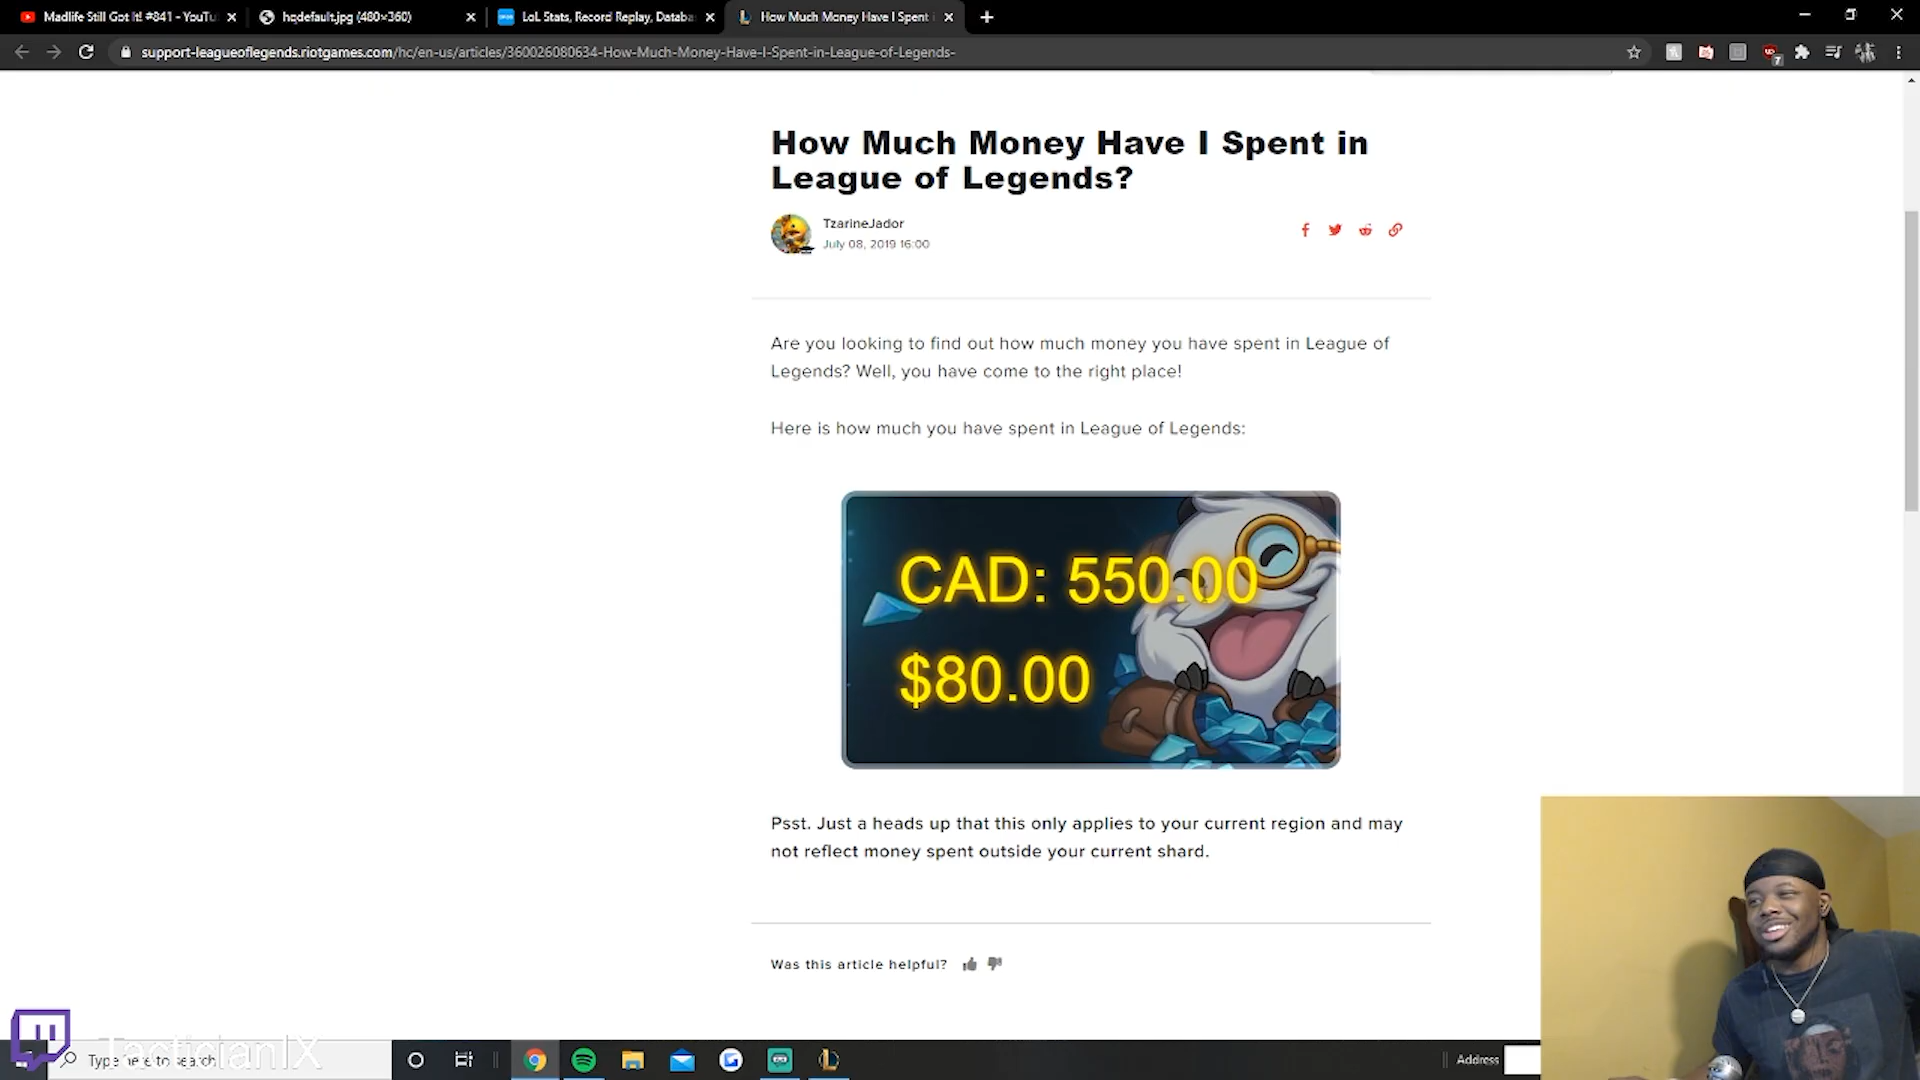 Madlife Still Got It! #841 - YouTu
hqdefault.jpg (480×360)
LoL Stats, Record Replay, Databa
How Much Money Have I Spent i
support-leagueoflegends.riotgames.com/hc/en-us/articles/360026080634-How-Much-Money-Have-I-Spent-in-League-of-Legends-
7
How Much Money Have I Spent in
League of Legends?
TzarineJador
July 08, 2019 16:00
Are you looking to find out how much money you have spent in League of
Legends? Well, you have come to the right place!
Here is how much you have spent in League of Legends:
CAD: 550.00
$80.00
Psst. Just a heads up that this only applies to your current region and may
not reflect money spent outside your current shard.
Was this article helpful?
TacticianIX
Type here to search
Address